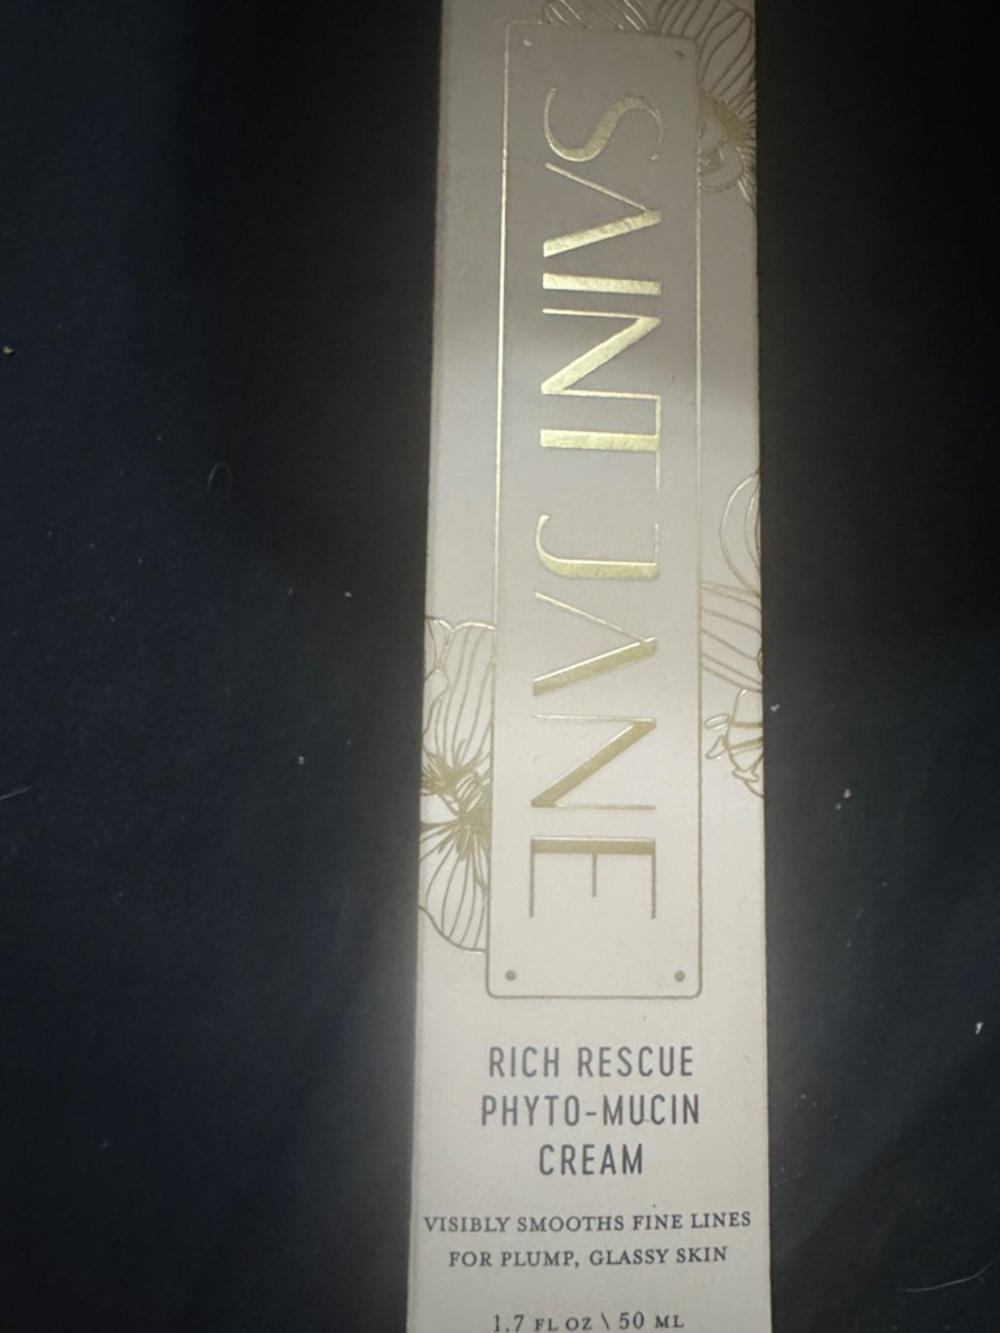 SAINT JANE
RICH RESCUE
PHYTO-MUCIN
CREAM
VISIBLY SMOOTHS FINE LINES
FOR PLUMP, GLASSY SKIN
1.7 FL OZ \ 50 ML